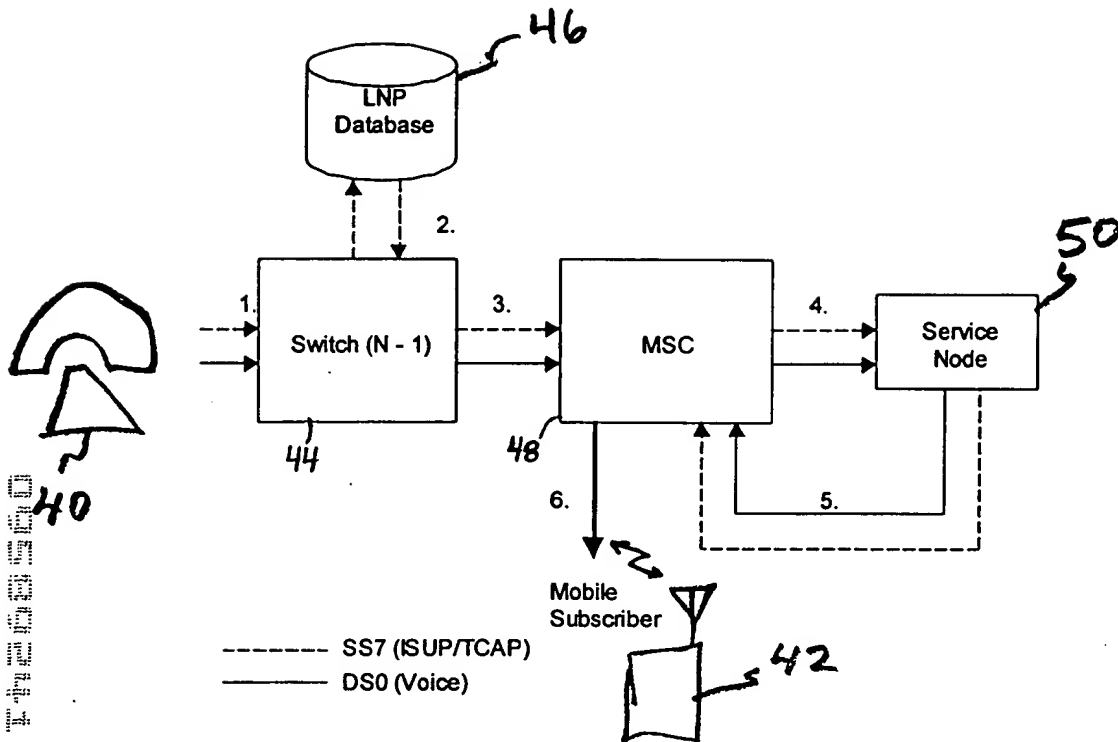 46
LNP
Database
2.
50
1.
3.
4.
Switch (N - 1)
MSC
Service
Node
44
48
40
6.
5.
Mobile
Subscriber
SS7 (ISUP/TCAP)
DS0 (Voice)
42
09589241